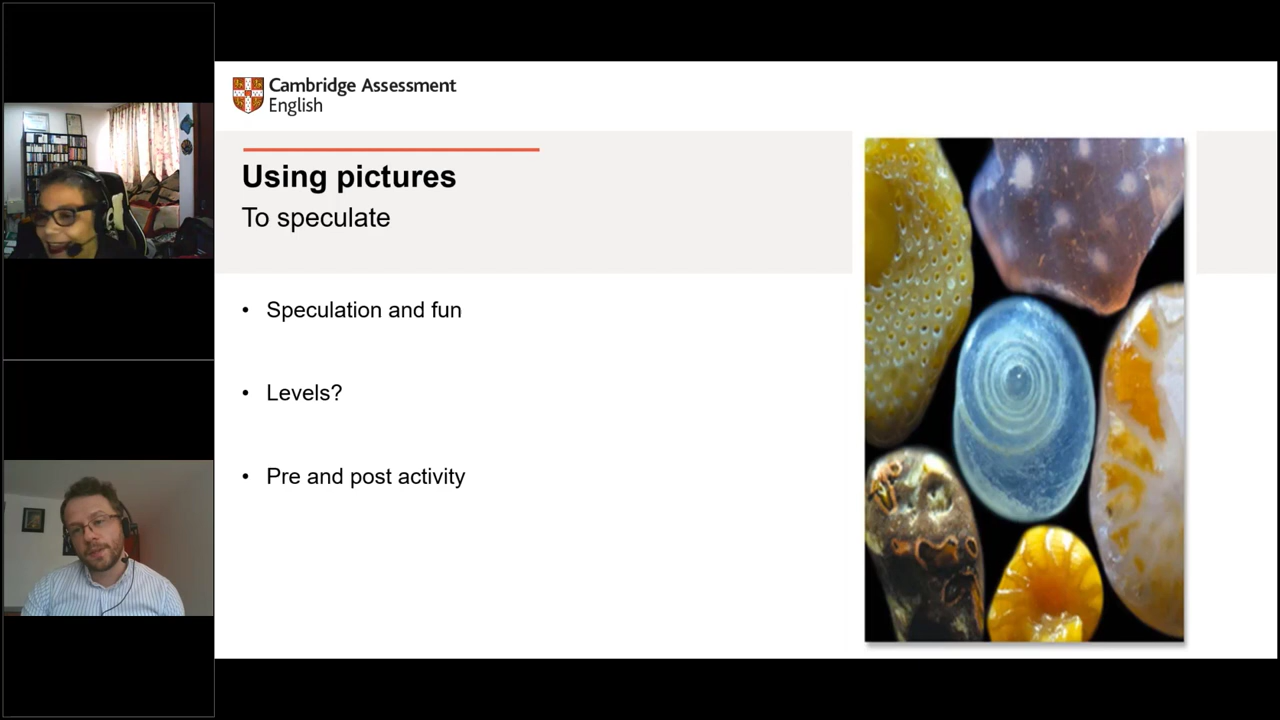 Cambridge Assessment
English
Using pictures
To speculate
• Speculation and fun
• Levels?
• Pre and post activity